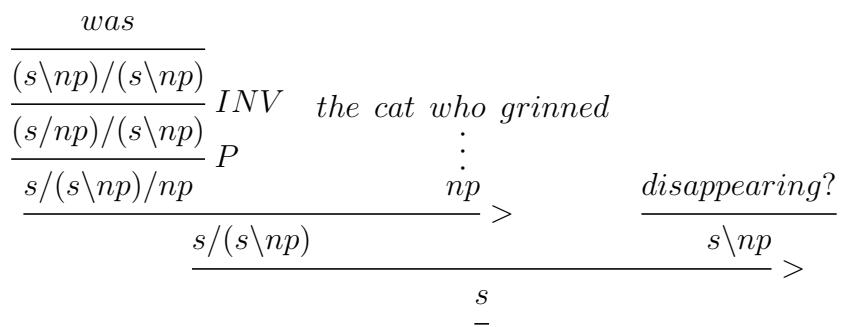 was
(s\np)/(s\np)
INV the cat who grinned
(s/np)/(s\np)
P
s/(s\np)/np np disappearing?
>
s/(s\np) s\np
>
s